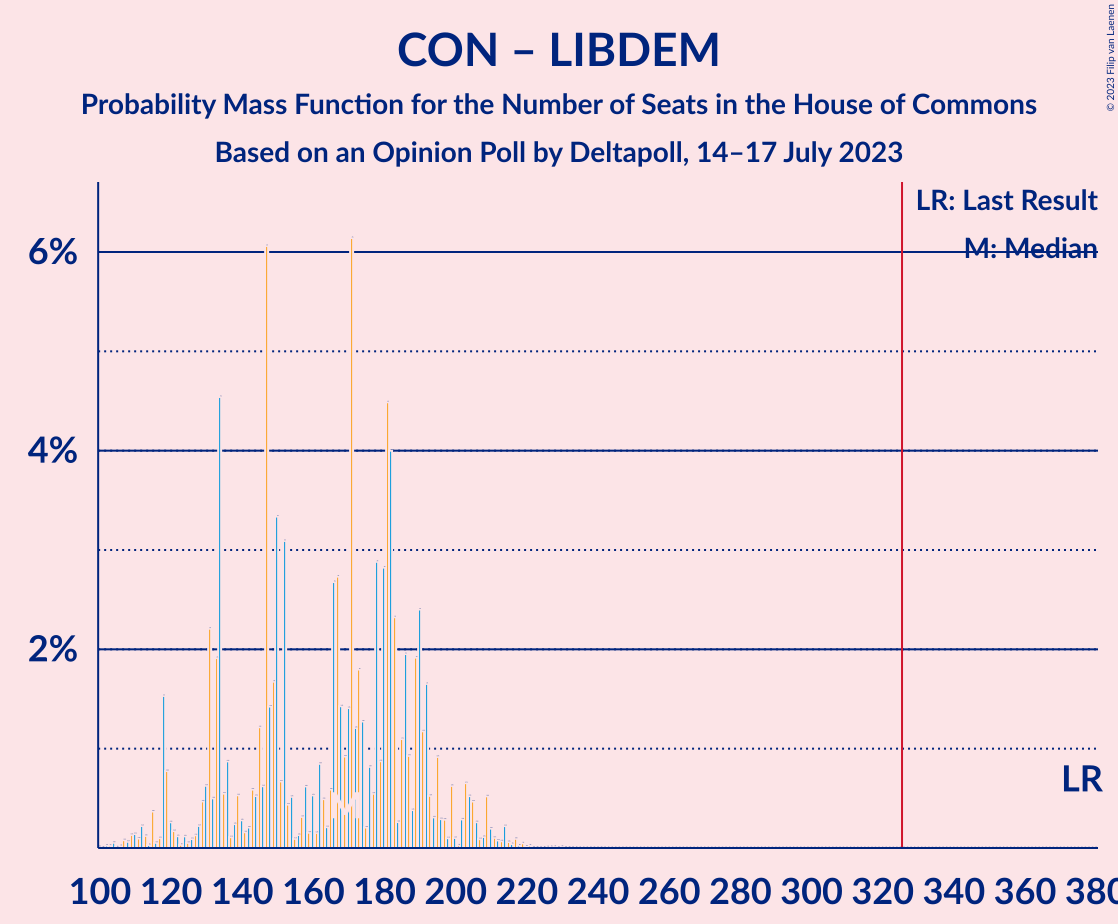 CON – LIBDEM
Probability Mass Function for the Number of Seats in the House of Commons
Based on an Opinion Poll by Deltapoll, 14–17 July 2023
© 2023 Filip van Laenen
LR: Last Result
M: Median
6%
4%
2%
LR
M
100 120 140 160 180 200 220 240 260 280 300 320 340 360 380